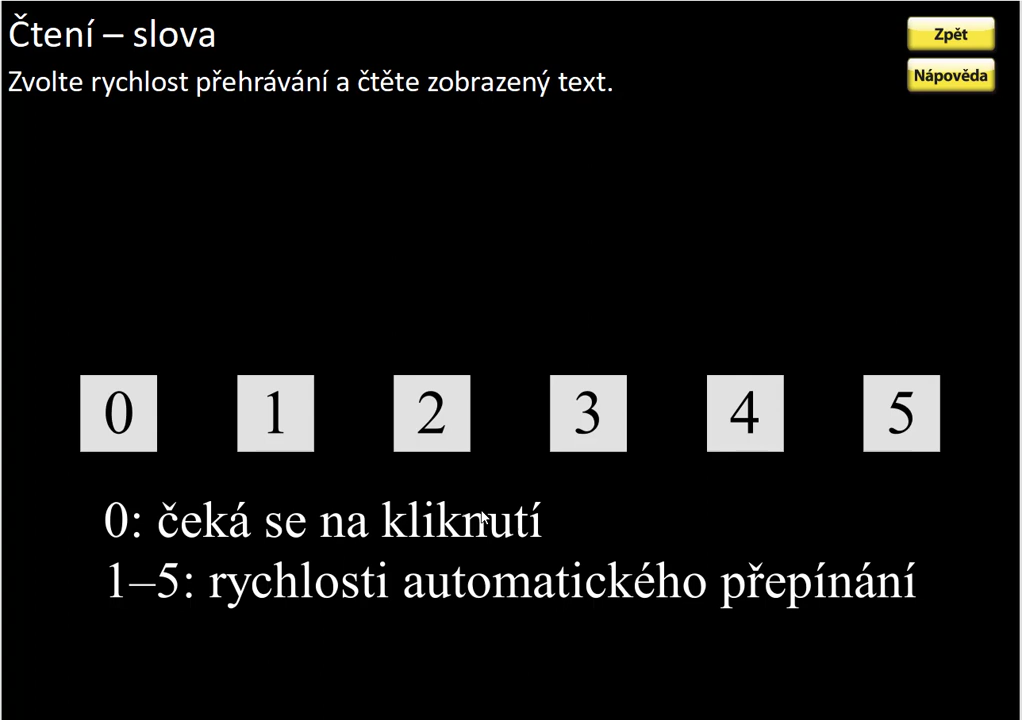 Čtení – slova
Zpět
Zvolte rychlost přehrávání a čtěte zobrazený text.
Nápověda
0 1 2 3 4 5
0: čeká se na kliknutí
1–5: rychlosti automatického přepínání